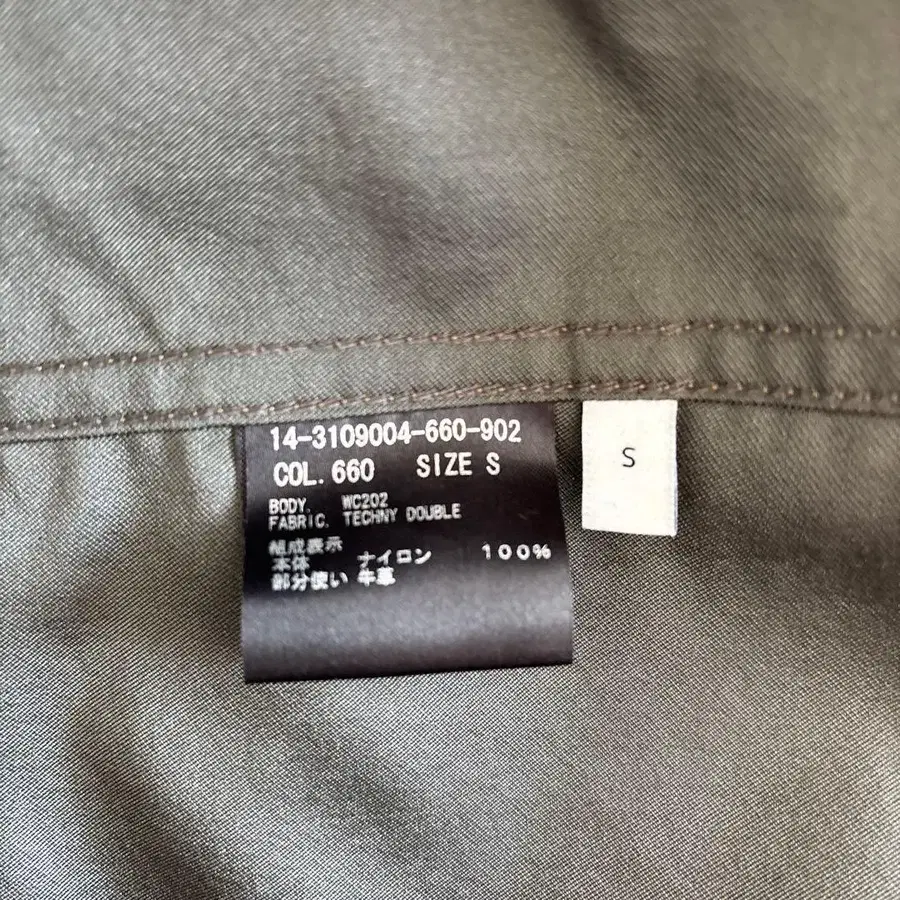 14-3109004-660-902
COL. 660 SIZE S
BODY. WC202
FABRIC. TECHNY DOUBLE
組成表示
本体 ナイロン 100%
部分使い 牛革
S